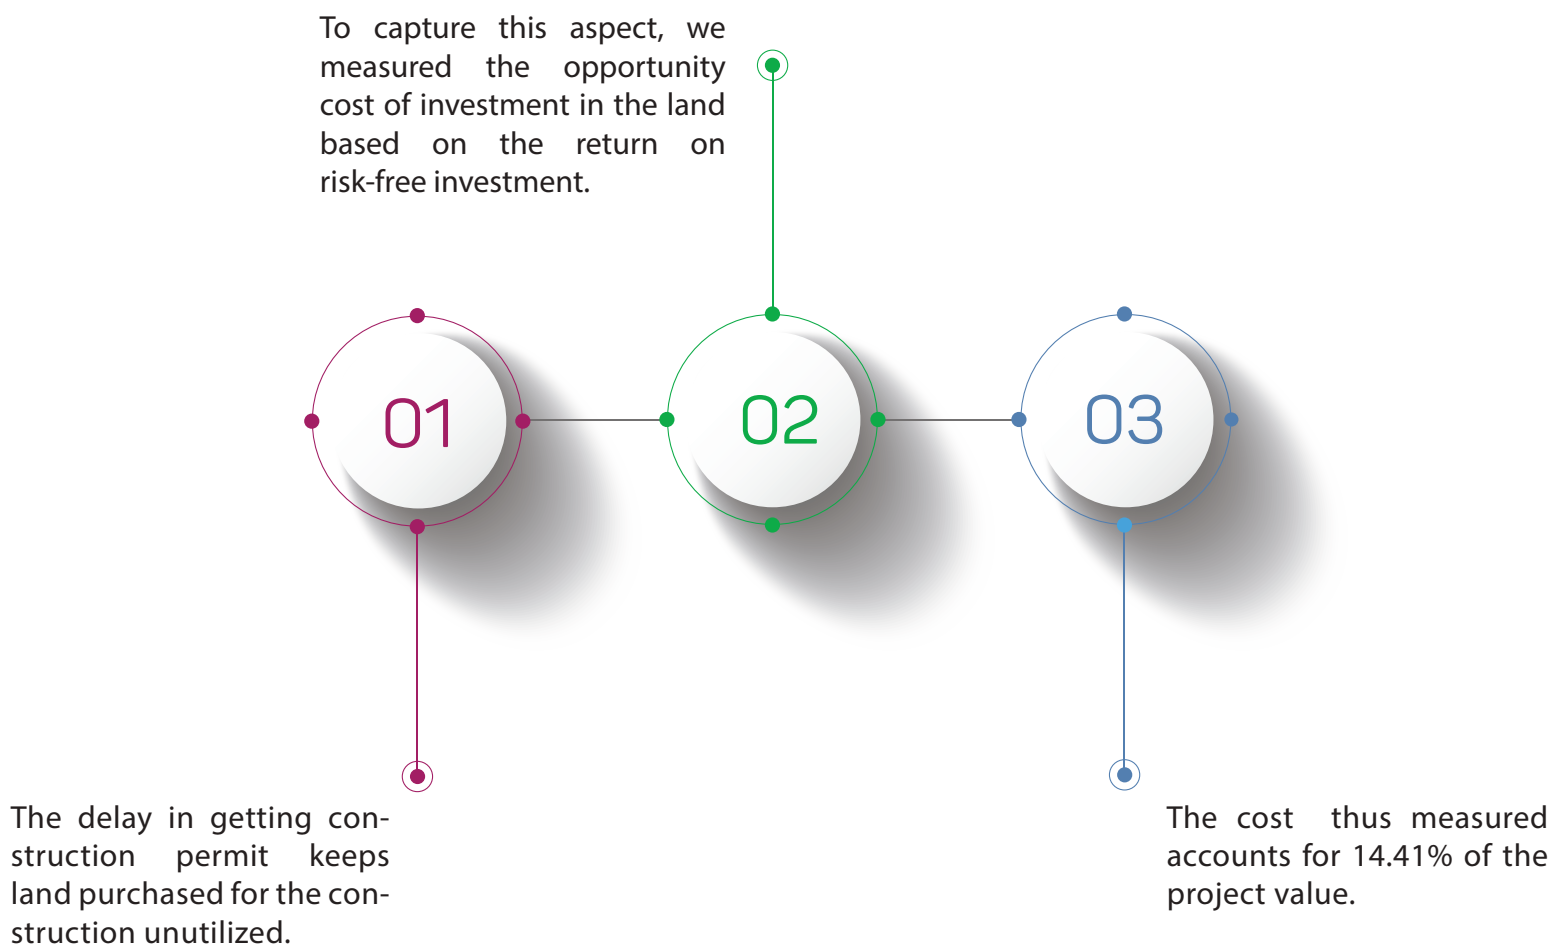 To capture this aspect, we
measured the opportunity
cost of investment in the land
based on the return on
risk-free investment.
01
02
03
The delay in getting con-
struction permit keeps
land purchased for the con-
struction unutilized.
The cost thus measured
accounts for 14.41% of the
project value.